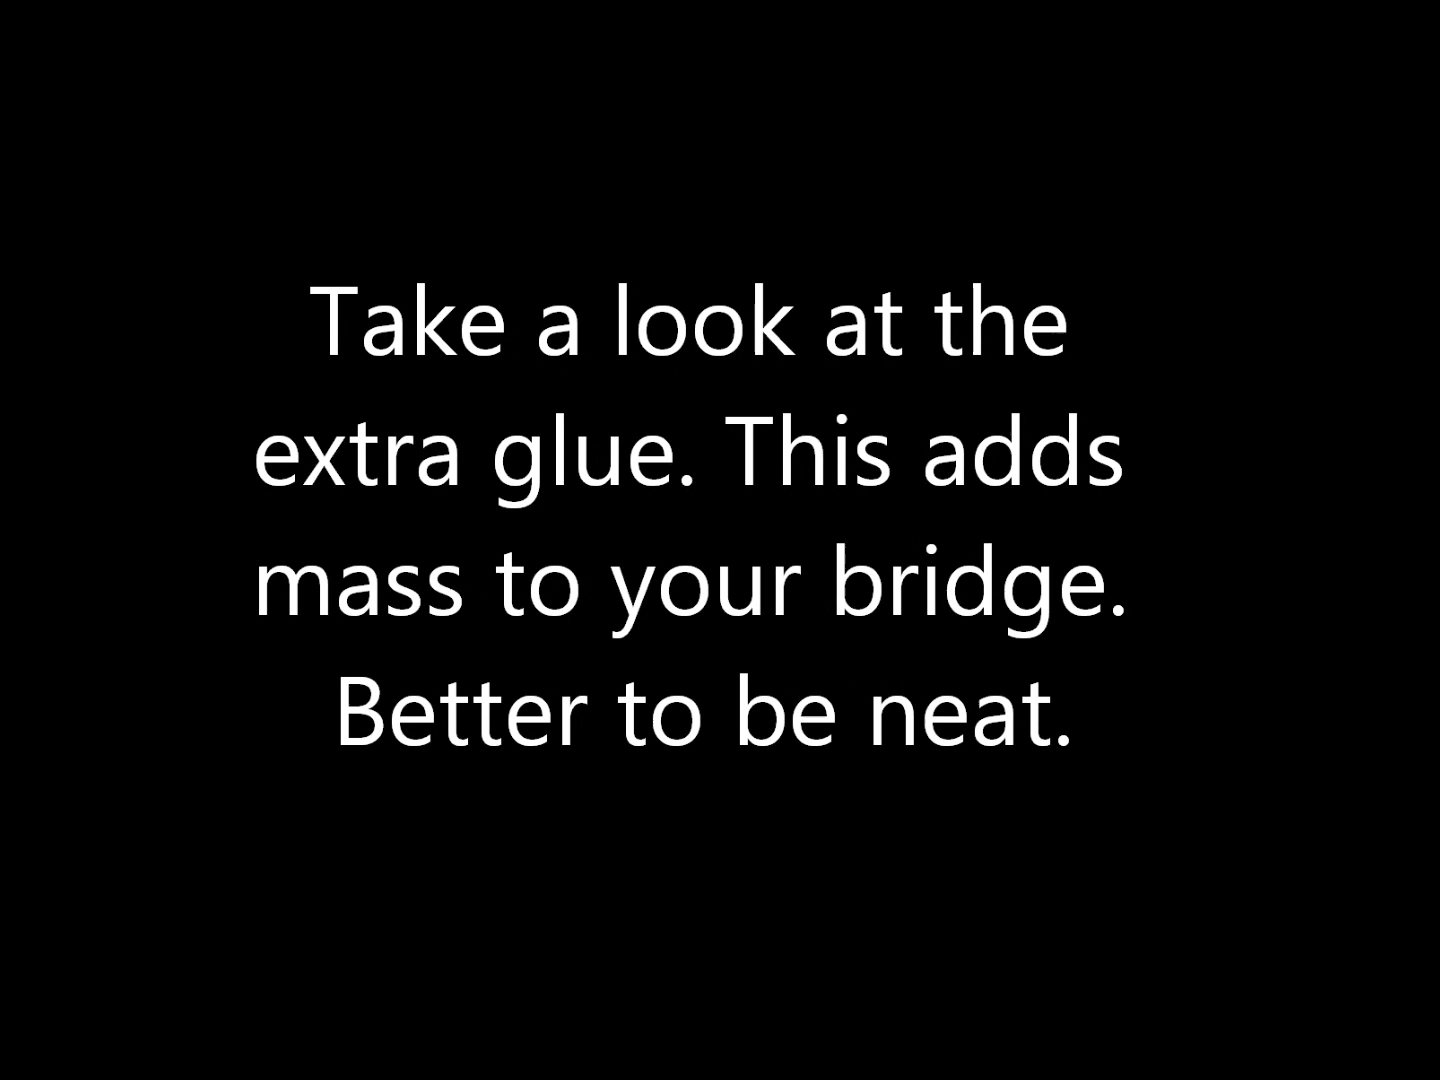 Take a look at the
extra glue. This adds
mass to your bridge.
Better to be neat.